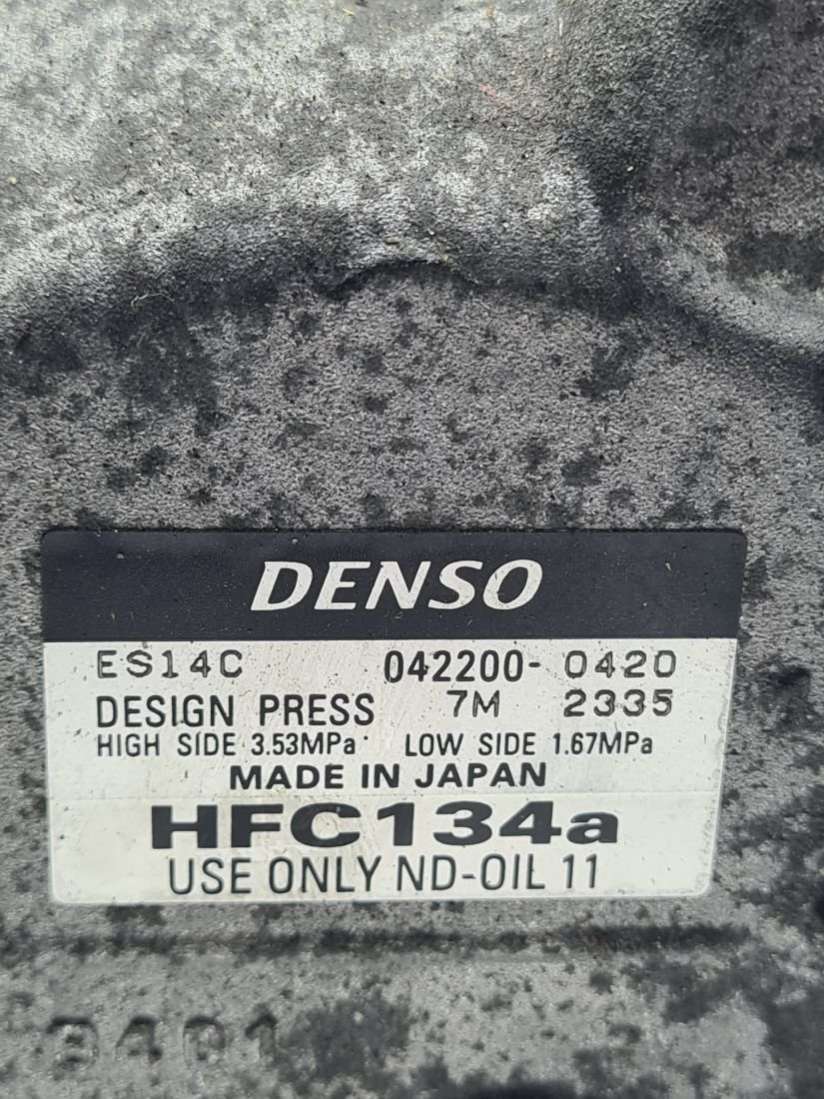 DENSO
ES14C 042200-0420
DESIGN PRESS 7M 2335
HIGH SIDE 3.53MPa LOW SIDE 1.67MPa
MADE IN JAPAN
HFC134a
USE ONLY ND-OIL 11